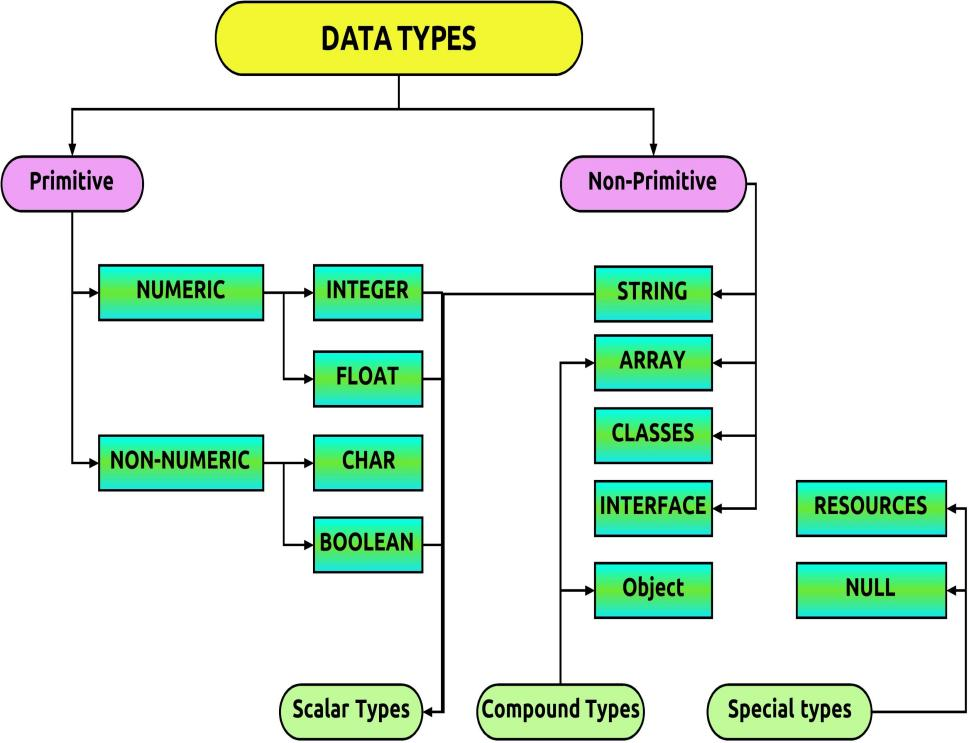 DATA TYPES
Primitive
Non-Primitive
NUMERIC
INTEGER
STRING
FLOAT
ARRAY
NON-NUMERIC
CHAR
CLASSES
BOOLEAN
INTERFACE
RESOURCES
Object
NULL
Scalar Types
Compound Types
Special types